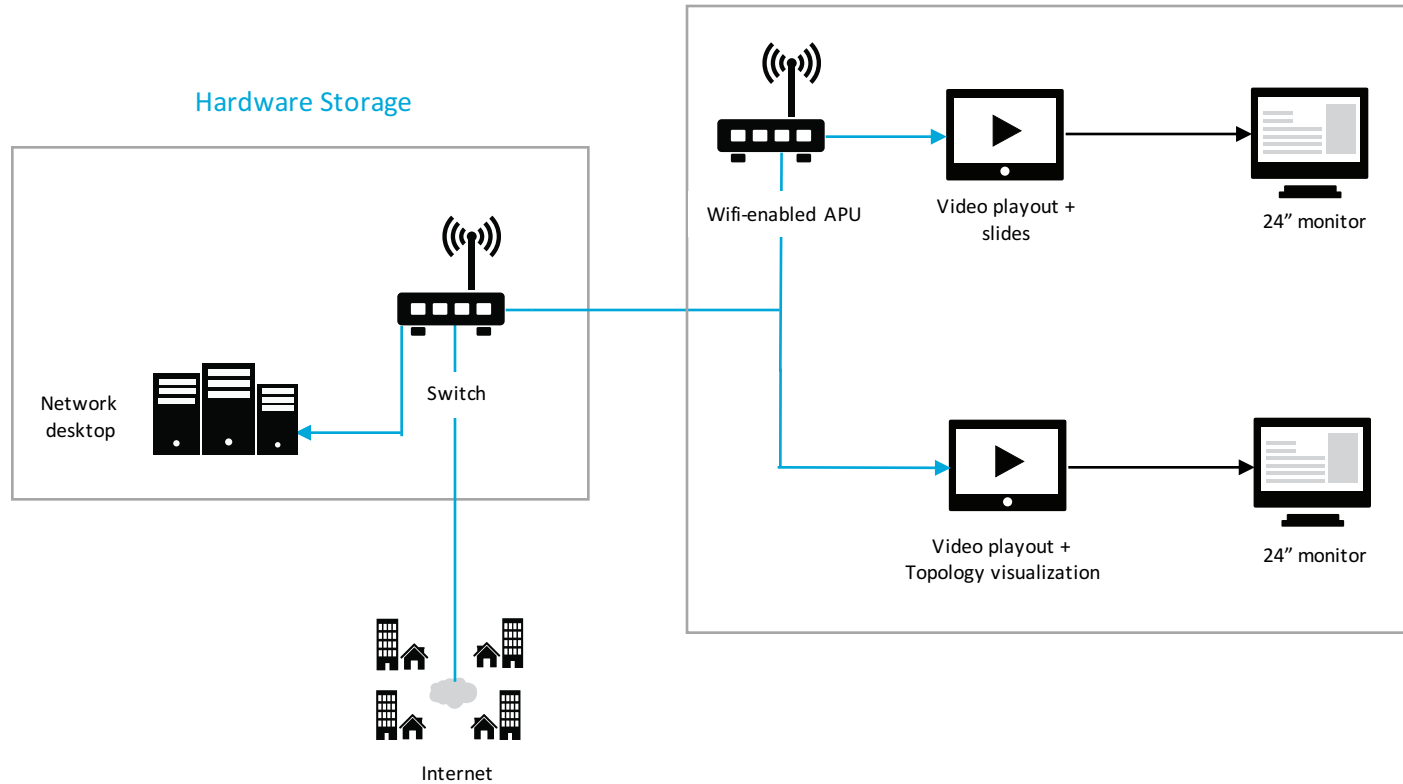 Hardware Storage
Network
desktop
Switch
Internet
Wifi-enabled APU
Video playout +
slides
24” monitor
Video playout +
Topology visualization
24” monitor